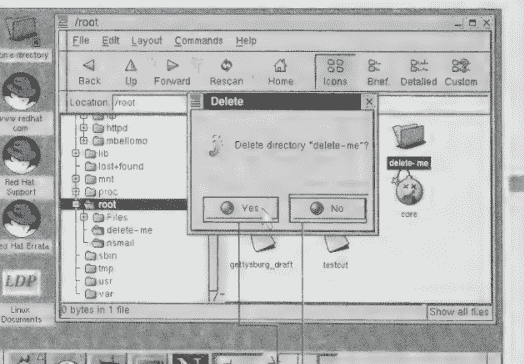 /root
File Edit Layout Commands Help
Back Up Forward Rescan Home Icons Brief Detailed Custom
Location: /root
Delete
Delete directory "delete-me"?
Yes No
httpd
mbellomo
lib
lost+found
mnt
proc
root
Files
delete-me
nsmail
sbin
tmp
usr
var
delete-me
core
gettysburg_draft
testout
0 bytes in 1 file
Show all files
directory
www.redhat
com
Red Hat
Support
Red Hat Errata
LDP
Linux
Documents